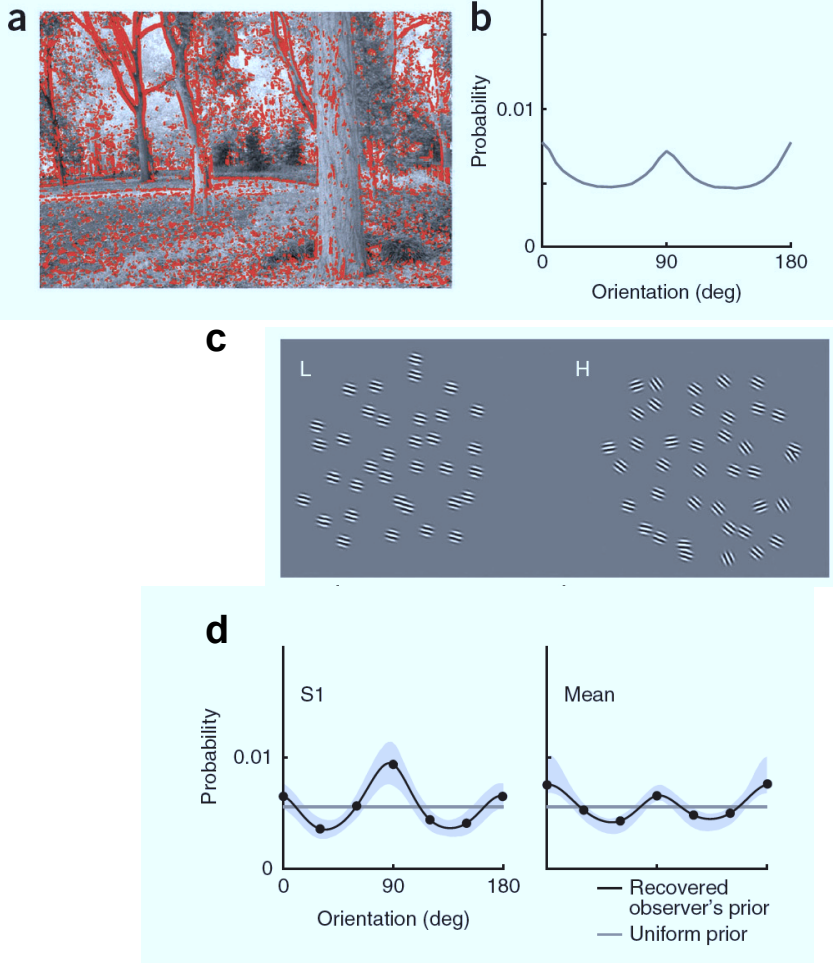 a
b
Probability
0.01
0
0
90
180
Orientation (deg)
c
L
H
d
S1
Mean
Probability
0.01
0
0
90
180
Orientation (deg)
Recovered
observer's prior
Uniform prior